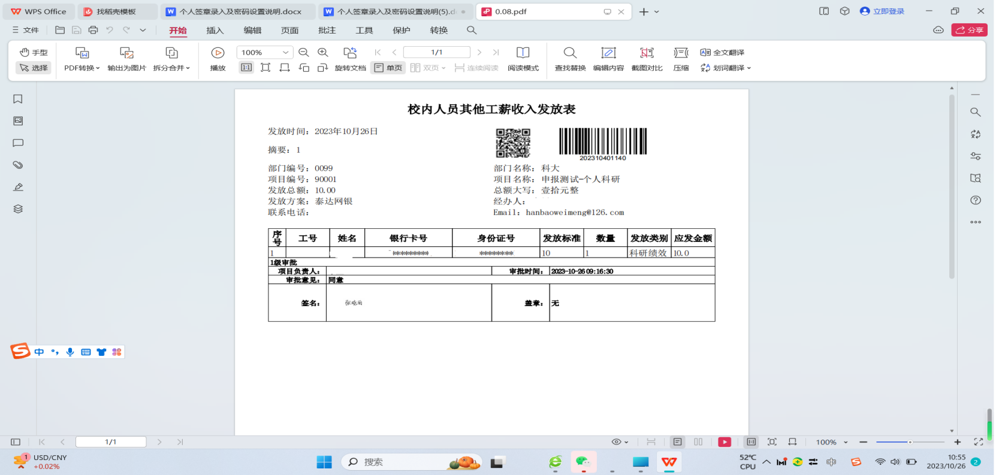 WPS Office 找稻壳模板 个人签章录入及密码设置说明.docx 个人签章录入及密码设置说明(5).d 0.08.pdf 立即登录
文件 开始 插入 编辑 页面 批注 工具 保护 转换 分享
手型 100% 1/1 全文翻译
选择 PDF转换 输出为图片 拆分合并 播放 1:1 旋转文档 单页 双页 连续阅读 阅读模式 查找替换 编辑内容 截图对比 压缩 划词翻译
校内人员其他工薪收入发放表
发放时间：2023年10月26日
202310401140
摘要：1
部门编号：0099 部门名称：科大
项目编号：90001 项目名称：申报测试-个人科研
发放总额：10.00 总额大写：壹拾元整
发放方案：泰达网银 经办人：
联系电话： Email：hanbaoweimeng@126.com
序号 工号 姓名 银行卡号 身份证号 发放标准 数量 发放类别 应发金额
1 ********* ******** 10 1 科研绩效 10.0
1级审批
项目负责人： 审批时间： 2023-10-26 09:16:30
审批意见： 同意
签名： 盖章： 无
中
1/1 100%
1 USD/CNY
+0.02%
搜索
52℃
CPU
中
10:55
2023/10/26
2